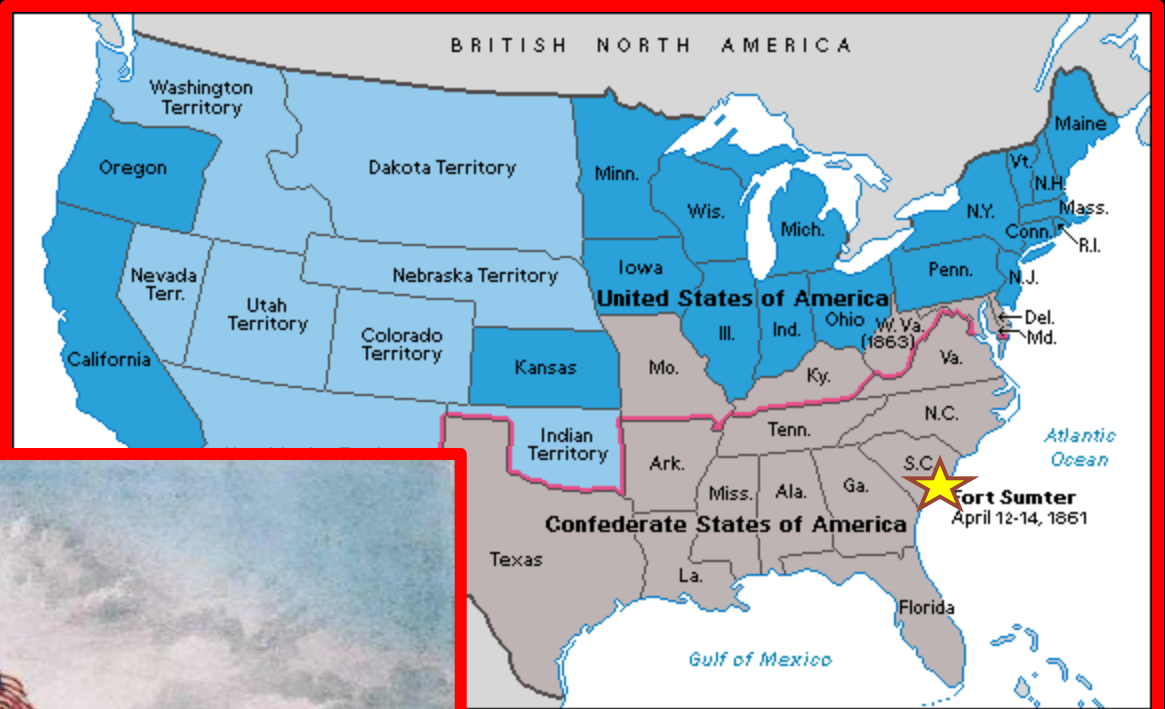 BRITISH NORTH AMERICA
Washington
Territory
Oregon
Dakota Territory
Minn.
Wis.
Mich.
Maine
Vt.
N.H.
N.Y.
Mass.
Conn.
R.I.
Nevada
Terr.
Utah
Territory
Nebraska Territory
Iowa
Penn.
N.J.
United States of America
Colorado
Territory
California
Kansas
Mo.
Ill.
Ind.
Ohio
W. Va.
(1863)
Del.
Md.
Va.
Ky.
Indian
Territory
Tenn.
N.C.
Atlantic
Ocean
Ark.
S.C.
Miss.
Ala.
Ga.
Fort Sumter
April 12-14, 1861
Confederate States of America
Texas
La.
Florida
Gulf of Mexico